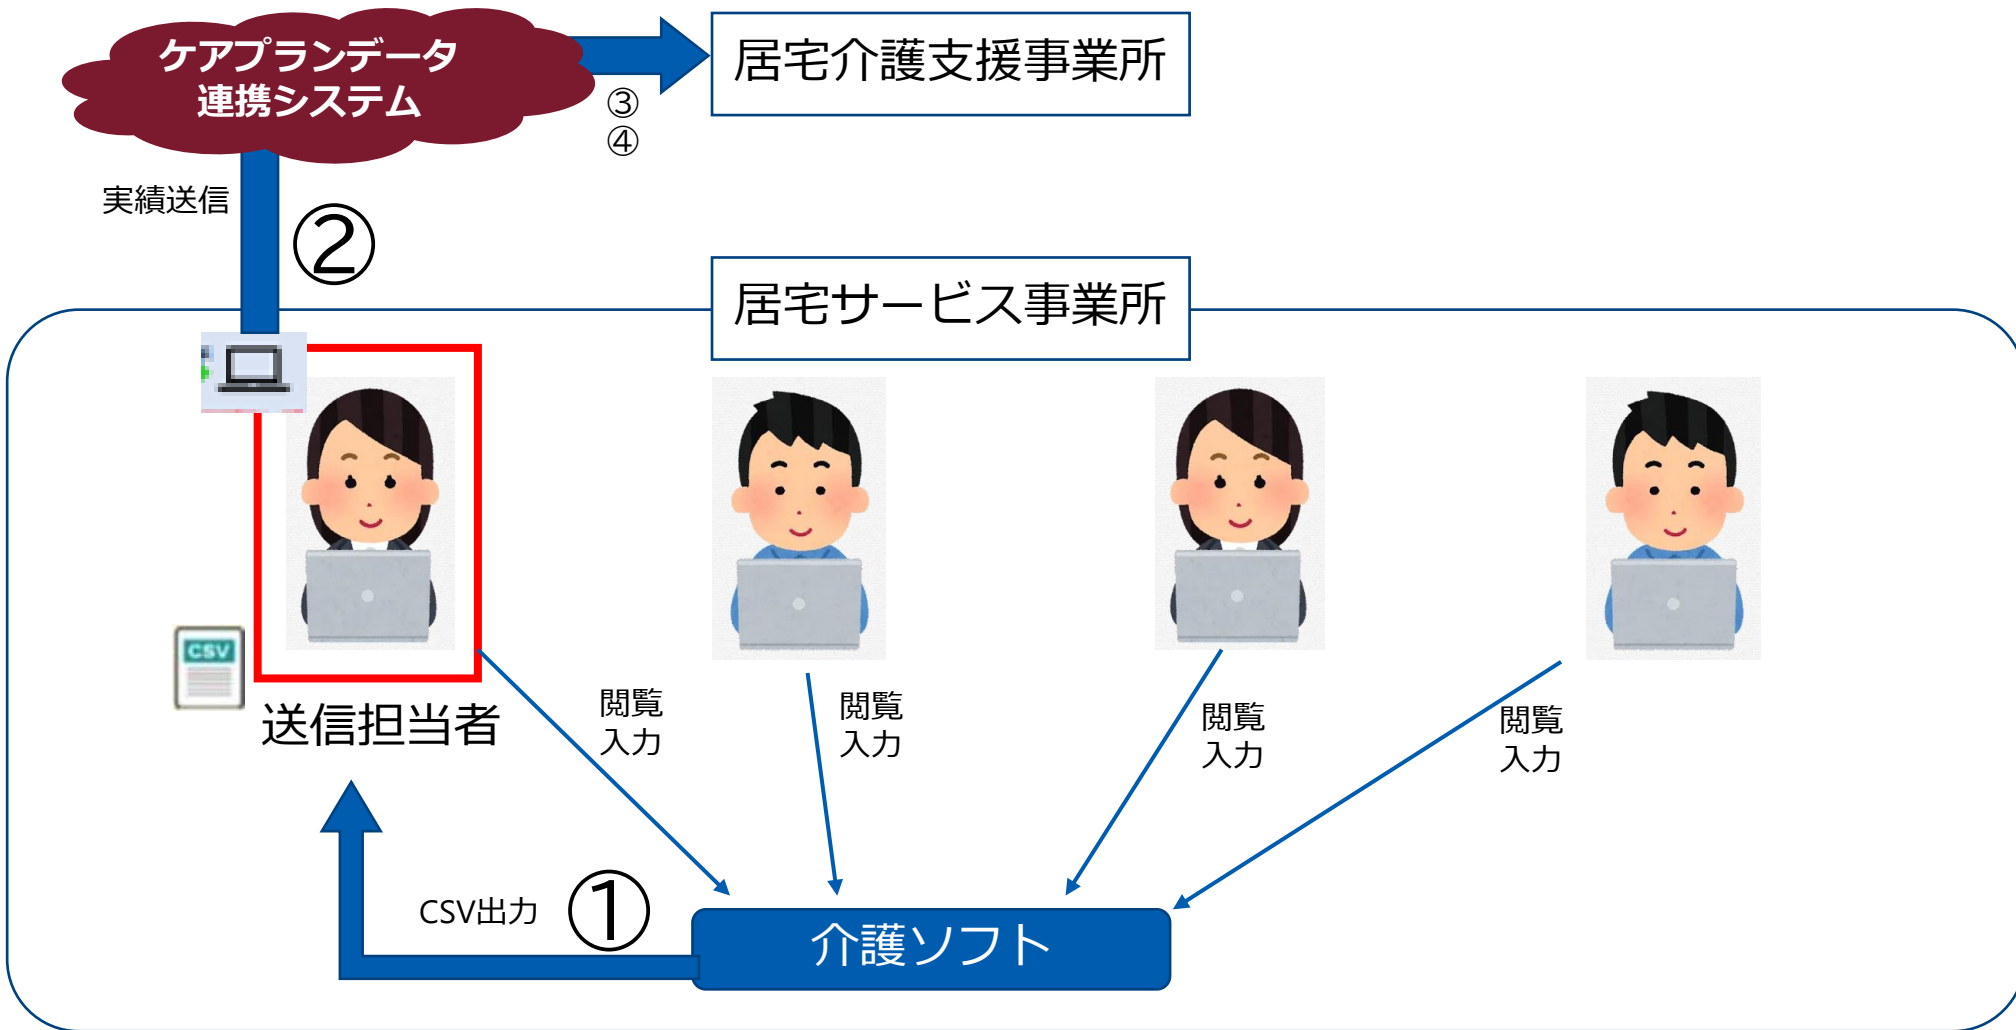 ケアプランデータ
連携システム
居宅介護支援事業所
③
④
実績送信
②
居宅サービス事業所
CSV
送信担当者
閲覧
入力
閲覧
入力
閲覧
入力
閲覧
入力
CSV出力
①
介護ソフト